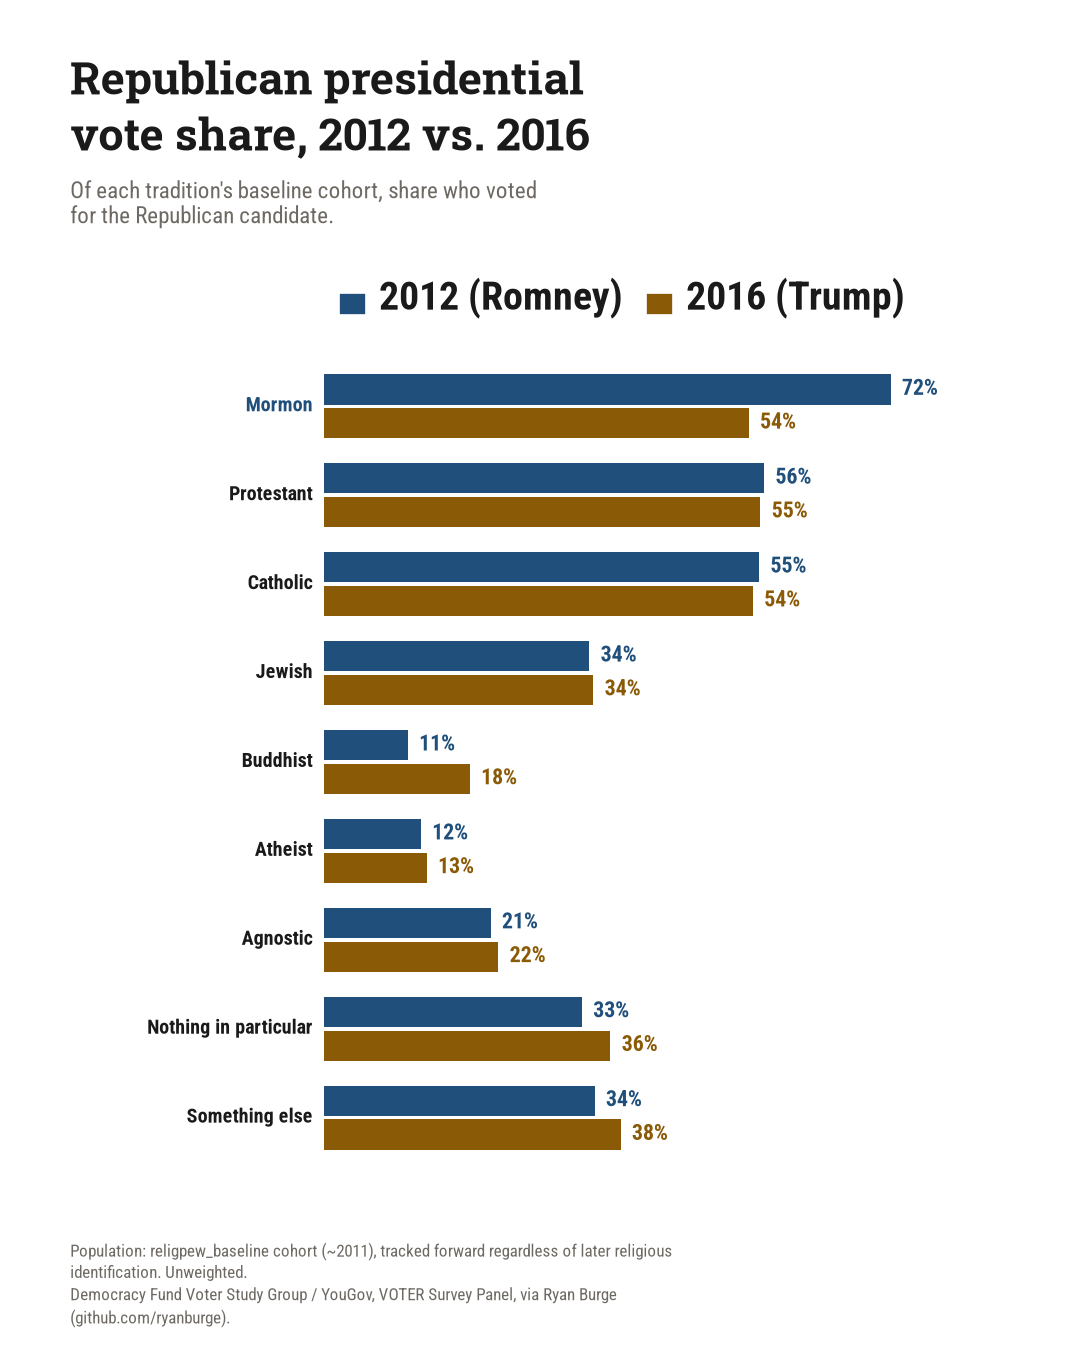 Republican presidential
vote share, 2012 vs. 2016
Of each tradition's baseline cohort, share who voted
for the Republican candidate.
2012 (Romney) 2016 (Trump)
Mormon 72%
54%
Protestant 56%
55%
Catholic 55%
54%
Jewish 34%
34%
Buddhist 11%
18%
Atheist 12%
13%
Agnostic 21%
22%
Nothing in particular 33%
36%
Something else 34%
38%
Population: religpew_baseline cohort (~2011), tracked forward regardless of later religious
identification. Unweighted.
Democracy Fund Voter Study Group / YouGov, VOTER Survey Panel, via Ryan Burge
(github.com/ryanburge).